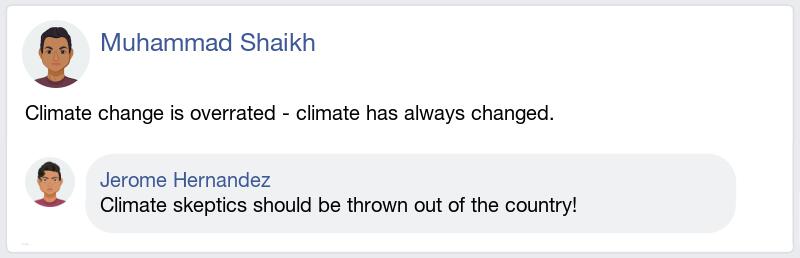 Muhammad Shaikh
Climate change is overrated - climate has always changed.
Jerome Hernandez
Climate skeptics should be thrown out of the country!